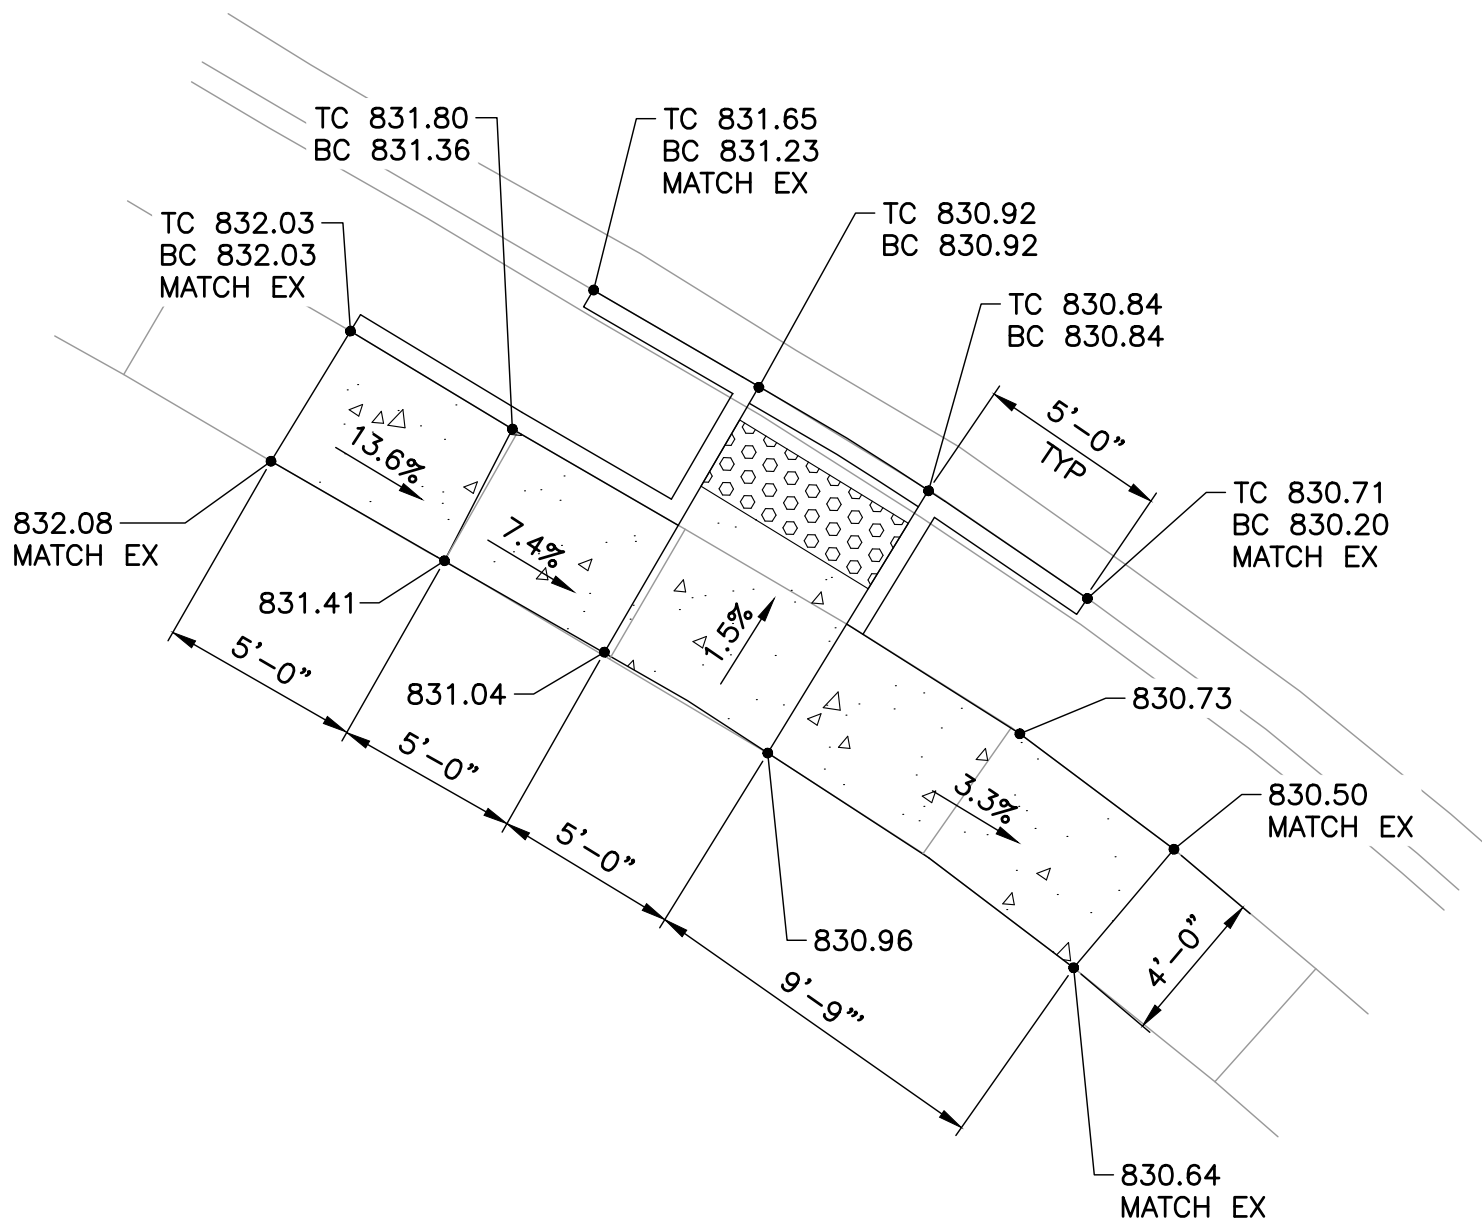 TC 831.80
BC 831.36
TC 831.65
BC 831.23
MATCH EX
TC 832.03
BC 832.03
MATCH EX
TC 830.92
BC 830.92
TC 830.84
BC 830.84
5'-0"
TYP
TC 830.71
BC 830.20
MATCH EX
13.6%
832.08
MATCH EX
7.4%
831.41
1.5%
5'-0"
831.04
830.73
5'-0"
3.3%
830.50
MATCH EX
5'-0"
830.96
4'-0"
9'-9"'
830.64
MATCH EX